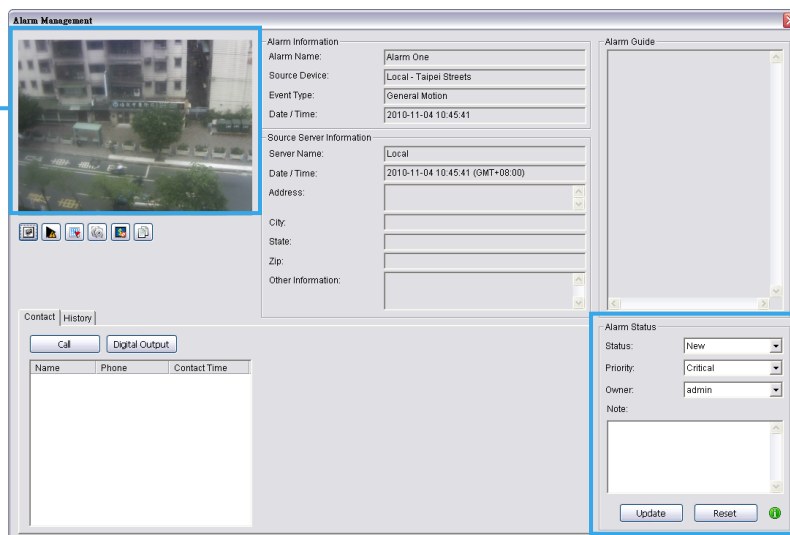 Alarm Management
Alarm Information
Alarm Name: Alarm One
Source Device: Local - Taipei Streets
Event Type: General Motion
Date / Time: 2010-11-04 10:45:41
Source Server Information
Server Name: Local
Date / Time: 2010-11-04 10:45:41 (GMT+08:00)
Address:
City:
State:
Zip:
Other Information:
Alarm Guide
Contact History
Call Digital Output
Name Phone Contact Time
Alarm Status
Status: New
Priority: Critical
Owner: admin
Note:
Update Reset